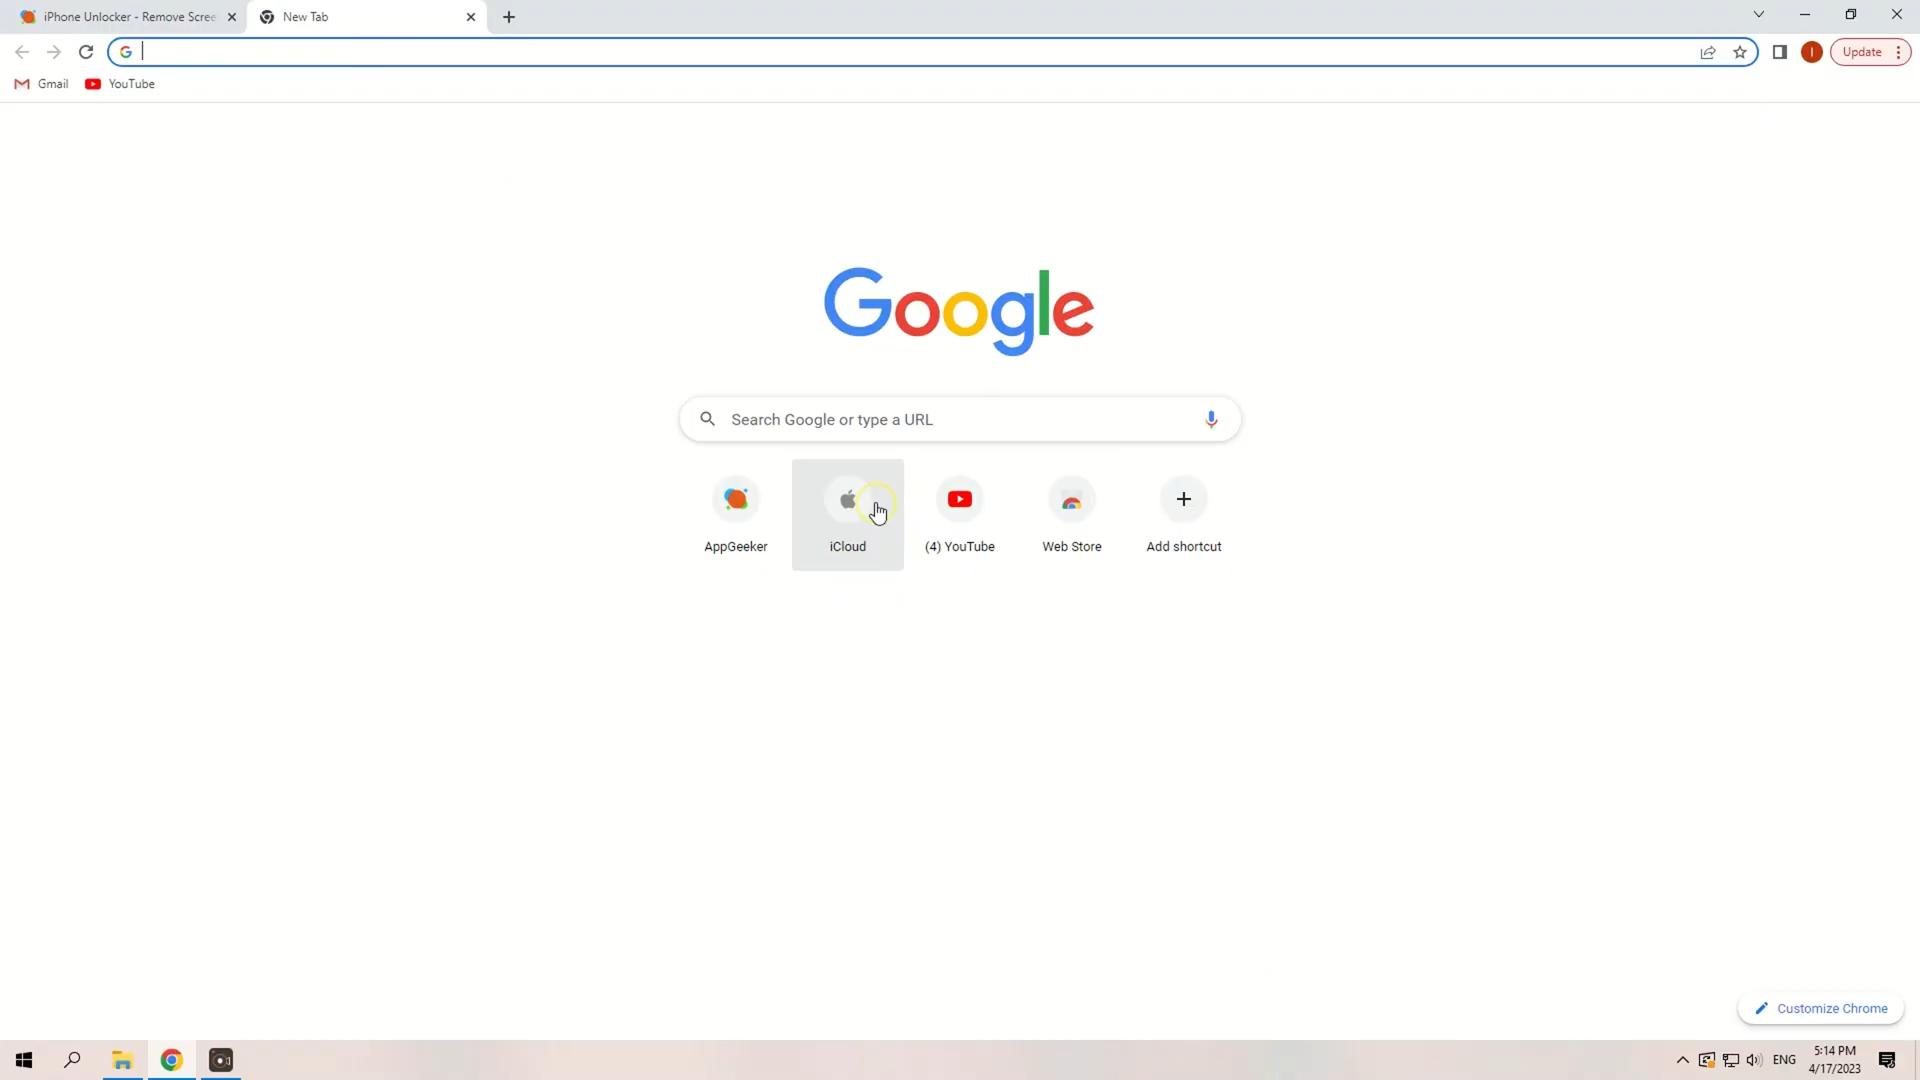 iPhone Unlocker - Remove Scree
New Tab
Update
Gmail
YouTube
Google
Search Google or type a URL
AppGeeker
iCloud
(4) YouTube
Web Store
Add shortcut
Customize Chrome
ENG
5:14 PM
4/17/2023